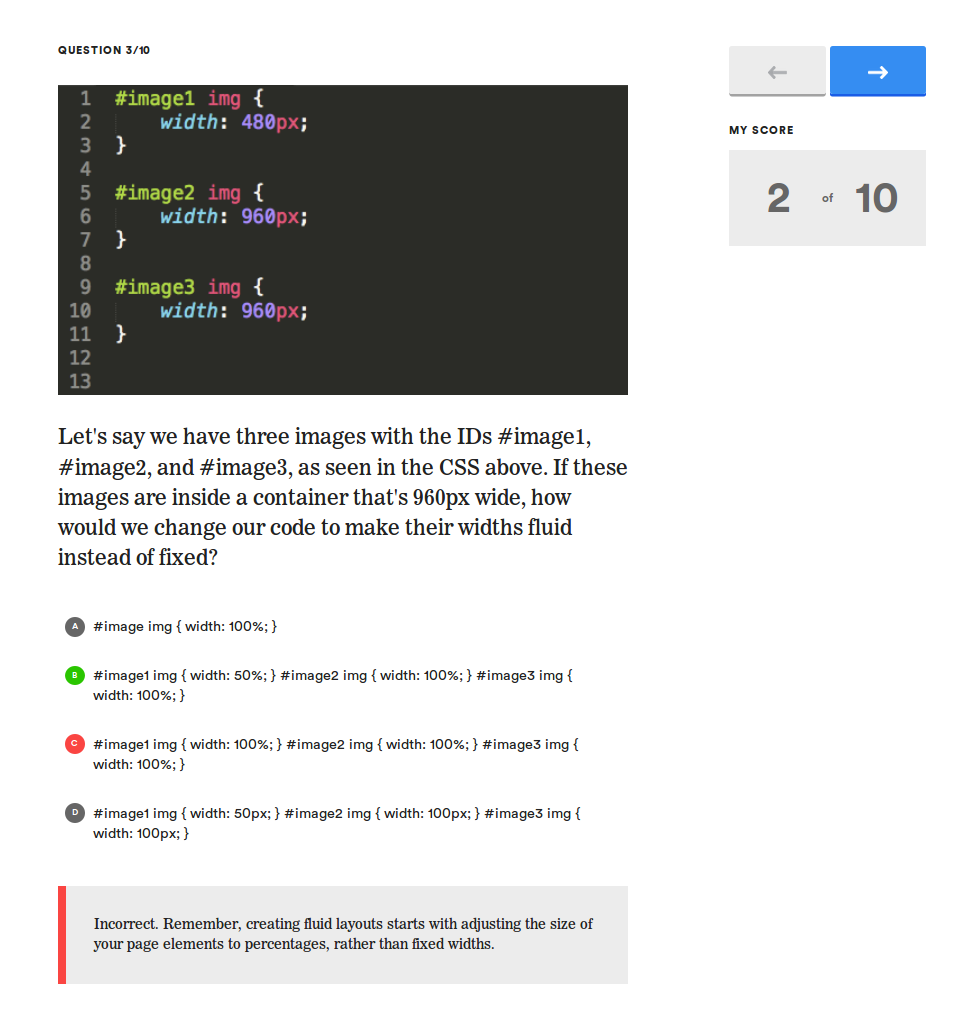 QUESTION 3/10
1 #image1 img {
2 width: 480px;
3 }
4
5 #image2 img {
6 width: 960px;
7 }
8
9 #image3 img {
10 width: 960px;
11 }
12
13
Let's say we have three images with the IDs #image1,
#image2, and #image3, as seen in the CSS above. If these
images are inside a container that's 960px wide, how
would we change our code to make their widths fluid
instead of fixed?
A #image img { width: 100%; }
B #image1 img { width: 50%; } #image2 img { width: 100%; } #image3 img {
width: 100%; }
C #image1 img { width: 100%; } #image2 img { width: 100%; } #image3 img {
width: 100%; }
D #image1 img { width: 50px; } #image2 img { width: 100px; } #image3 img {
width: 100px; }
Incorrect. Remember, creating fluid layouts starts with adjusting the size of
your page elements to percentages, rather than fixed widths.
MY SCORE
2 of 10